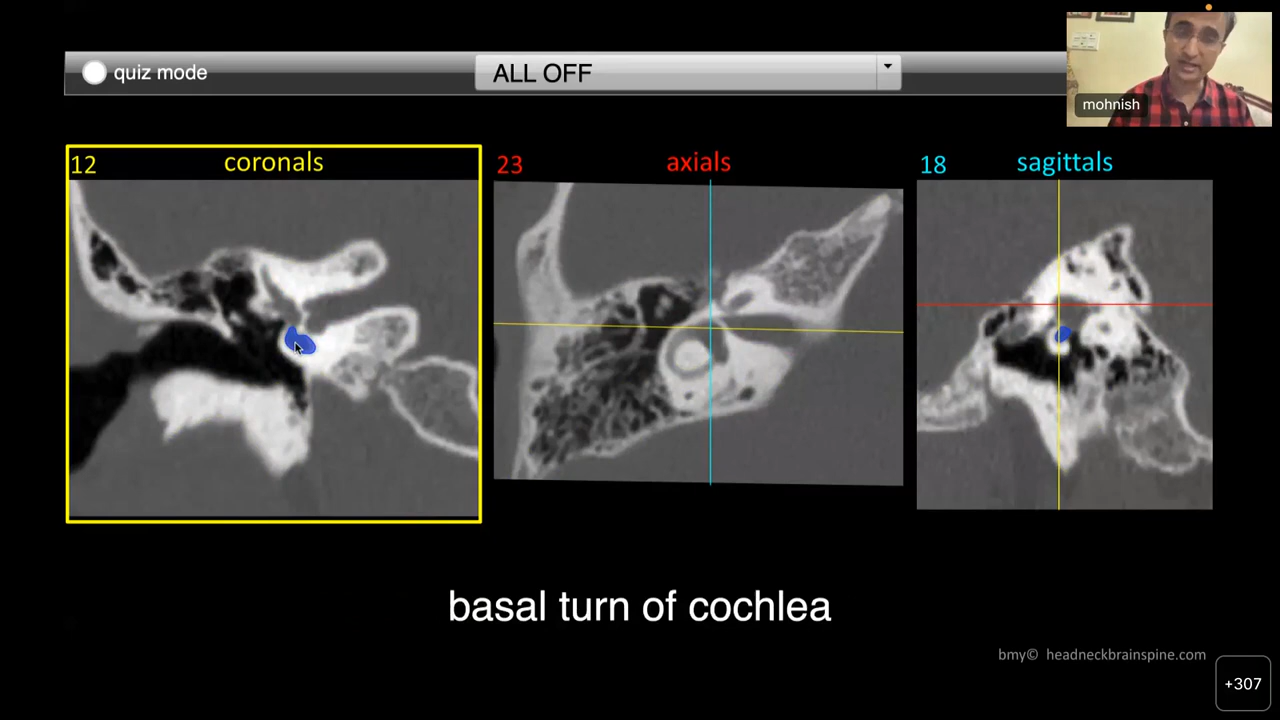 quiz mode
ALL OFF
mohnish
12
coronals
23
axials
18
sagittals
basal turn of cochlea
bmy© headneckbrainspine.com
+307